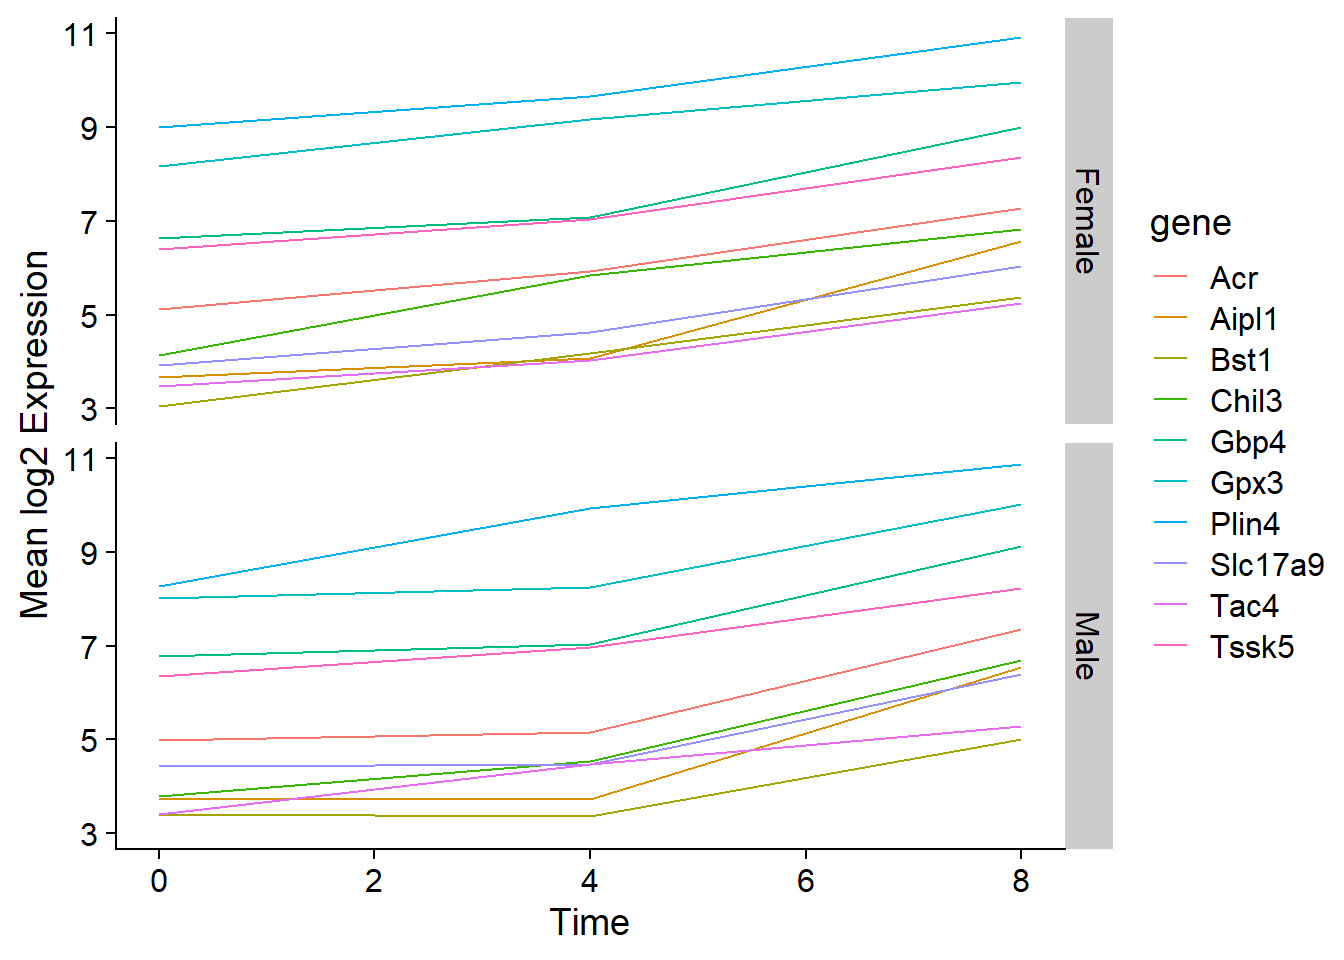 Mean log2 Expression
11
9
7
5
3
Female
11
9
7
5
3
Male
0 2 4 6 8
Time
gene
Acr
Aipl1
Bst1
Chil3
Gbp4
Gpx3
Plin4
Slc17a9
Tac4
Tssk5